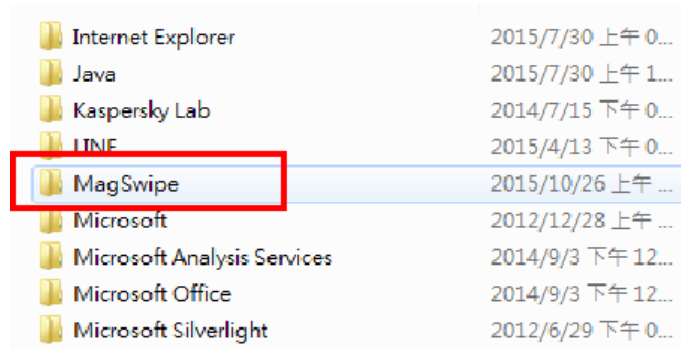 Internet Explorer 2015/7/30 上午 0...
Java 2015/7/30 上午 1...
Kaspersky Lab 2014/7/15 下午 0...
LINE 2015/4/13 下午 0...
MagSwipe 2015/10/26 上午 ...
Microsoft 2012/12/28 上午 ...
Microsoft Analysis Services 2014/9/3 下午 12...
Microsoft Office 2014/9/3 下午 12...
Microsoft Silverlight 2012/6/29 下午 0...